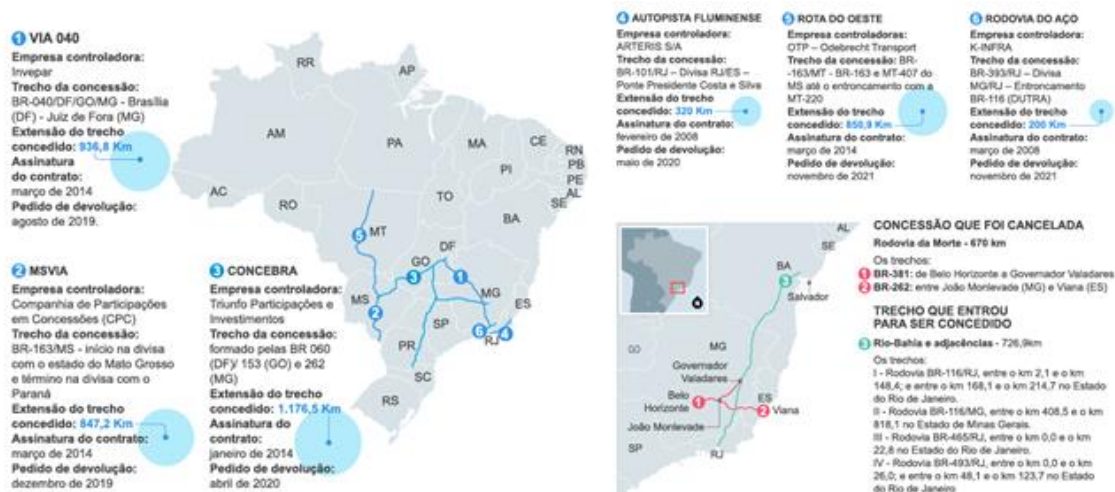 1 VIA 040
Empresa controladora:
Invepar
Trecho da concessão:
BR-040/DF/GO/MG - Brasília
(DF) - Juiz de Fora (MG)
Extensão do trecho
concedido: 936,8 Km
Assinatura
do contrato:
março de 2014
Pedido de devolução:
agosto de 2019.
2 MSVIA
Empresa controladora:
Companhia de Participações
em Concessões (CPC)
Trecho da concessão:
BR-163/MS - início na divisa
com o estado do Mato Grosso
e término na divisa com o
Paraná
Extensão do trecho
concedido: 847,2 Km
Assinatura do contrato:
março de 2014
Pedido de devolução:
dezembro de 2019
3 CONCEBRA
Empresa controladora:
Triunfo Participações e
Investimentos
Trecho da concessão:
formado pelas BR 060
(DF)/ 153 (GO) e 262
(MG)
Extensão do trecho
concedido: 1.176,5 Km
Assinatura do
contrato:
janeiro de 2014
Pedido de devolução:
abril de 2020
RR
AP
AM
PA
MA
CE
RN
PB
PE
AL
SE
PI
AC
RO
TO
BA
5 MT
DF
GO
3
1
MG
ES
MS
2
SP
6
RJ
4
PR
SC
RS
4 AUTOPISTA FLUMINENSE
Empresa controladora:
ARTERIS S/A
Trecho da concessão:
BR-101/RJ – Divisa RJ/ES –
Ponte Presidente Costa e Silva
Extensão do trecho
concedido: 320 Km
Assinatura do contrato:
fevereiro de 2008
Pedido de devolução:
maio de 2020
5 ROTA DO OESTE
Empresa controladoras:
OTP – Odebrecht Transport
Trecho da concessão: BR-
-163/MT - BR-163 e MT-407 do
MS até o entroncamento com a
MT-220
Extensão do trecho
concedido: 850,9 Km
Assinatura do contrato:
março de 2014
Pedido de devolução:
novembro de 2021
6 RODOVIA DO AÇO
Empresa controladora:
K-INFRA
Trecho da concessão:
BR-393/RJ – Divisa
MG/RJ – Entroncamento
BR-116 (DUTRA)
Extensão do trecho
concedido: 200 Km
Assinatura do contrato:
março de 2008
Pedido de devolução:
novembro de 2021
AL
SE
BA
3
Salvador
GO
MG
Governador
Valadares
Belo
Horizonte
1
ES
2 Viana
João Monlevade
SP
RJ
CONCESSÃO QUE FOI CANCELADA
Rodovia da Morte - 670 km
Os trechos:
1 BR-381: de Belo Horizonte a Governador Valadares
2 BR-262: entre João Monlevade (MG) e Viana (ES)
TRECHO QUE ENTROU
PARA SER CONCEDIDO
3 Rio-Bahia e adjacências - 726,9km
Os trechos:
I - Rodovia BR-116/RJ, entre o km 2,1 e o km
148,4; e entre o km 168,1 e o km 214,7 no Estado
do Rio de Janeiro.
II - Rodovia BR-116/MG, entre o km 408,5 e o km
818,1 no Estado de Minas Gerais.
III - Rodovia BR-465/RJ, entre o km 0,0 e o km
22,8 no Estado do Rio de Janeiro.
IV - Rodovia BR-493/RJ, entre o km 0,0 e o km
26,0; e entre o km 48,1 e o km 123,7 no Estado
do Rio de Janeiro